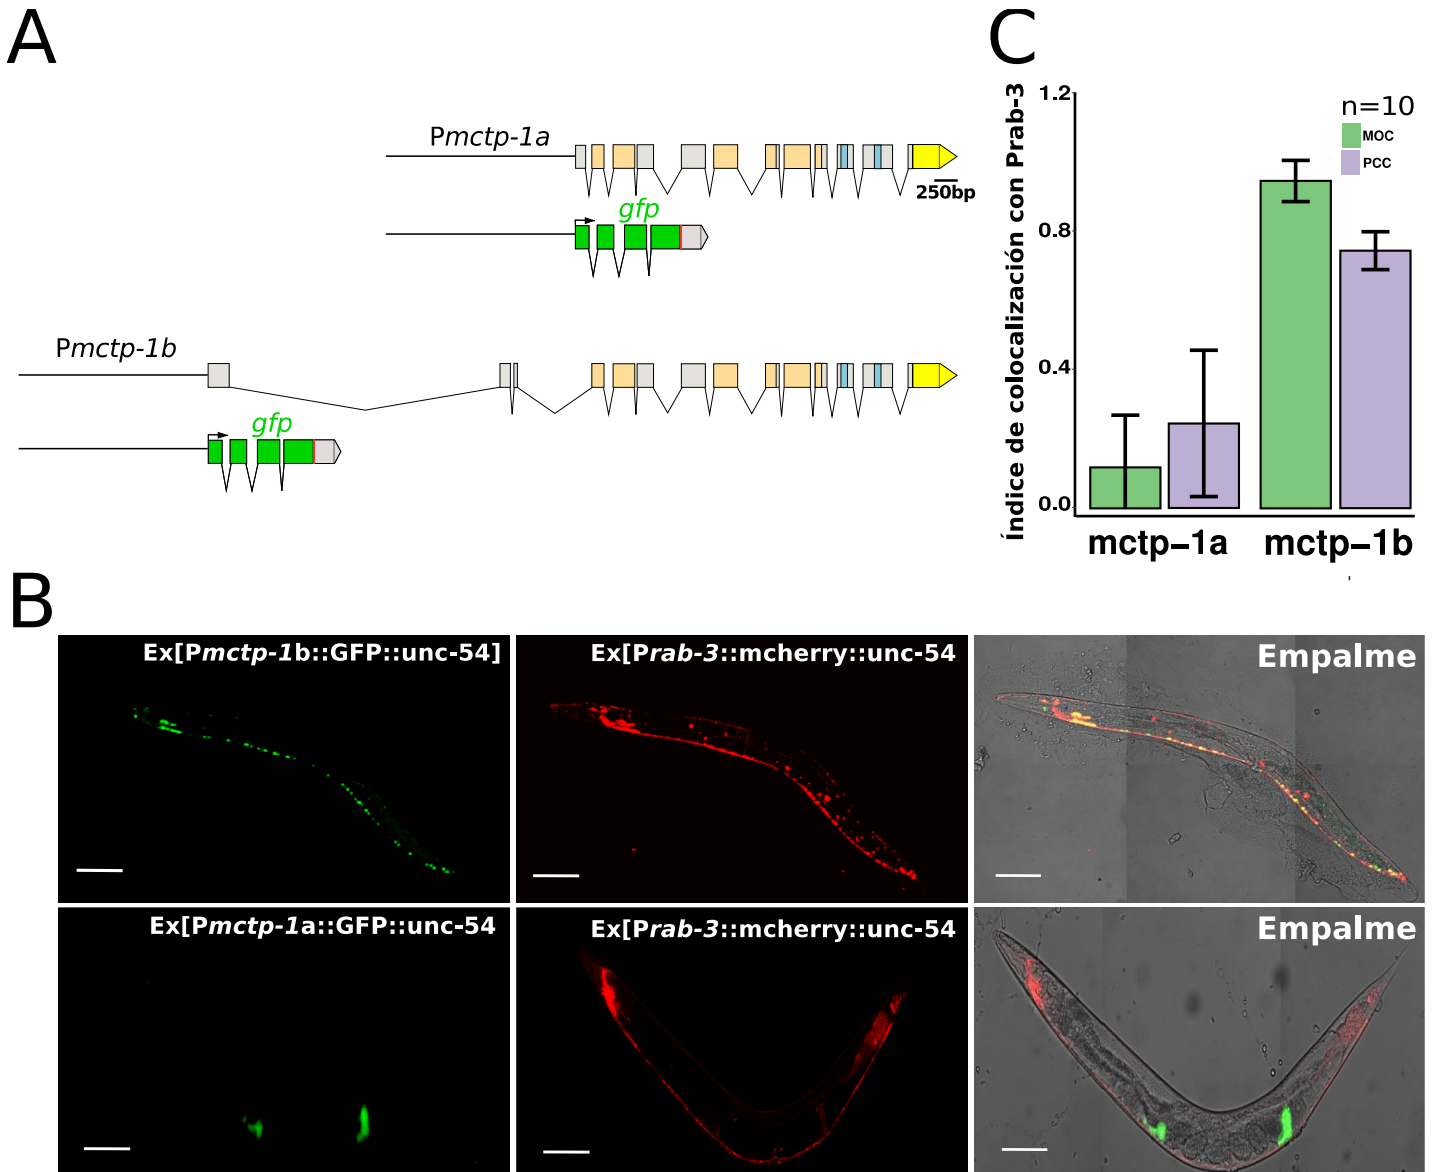 A
Pmctp-1a
250bp
gfp
Pmctp-1b
gfp
C
Índice de colocalización con Prab-3
1.2
0.8
0.4
0.0
n=10
MOC
PCC
mctp–1a
mctp–1b
B
Ex[Pmctp-1b::GFP::unc-54]
Ex[Prab-3::mcherry::unc-54
Empalme
Ex[Pmctp-1a::GFP::unc-54
Ex[Prab-3::mcherry::unc-54
Empalme